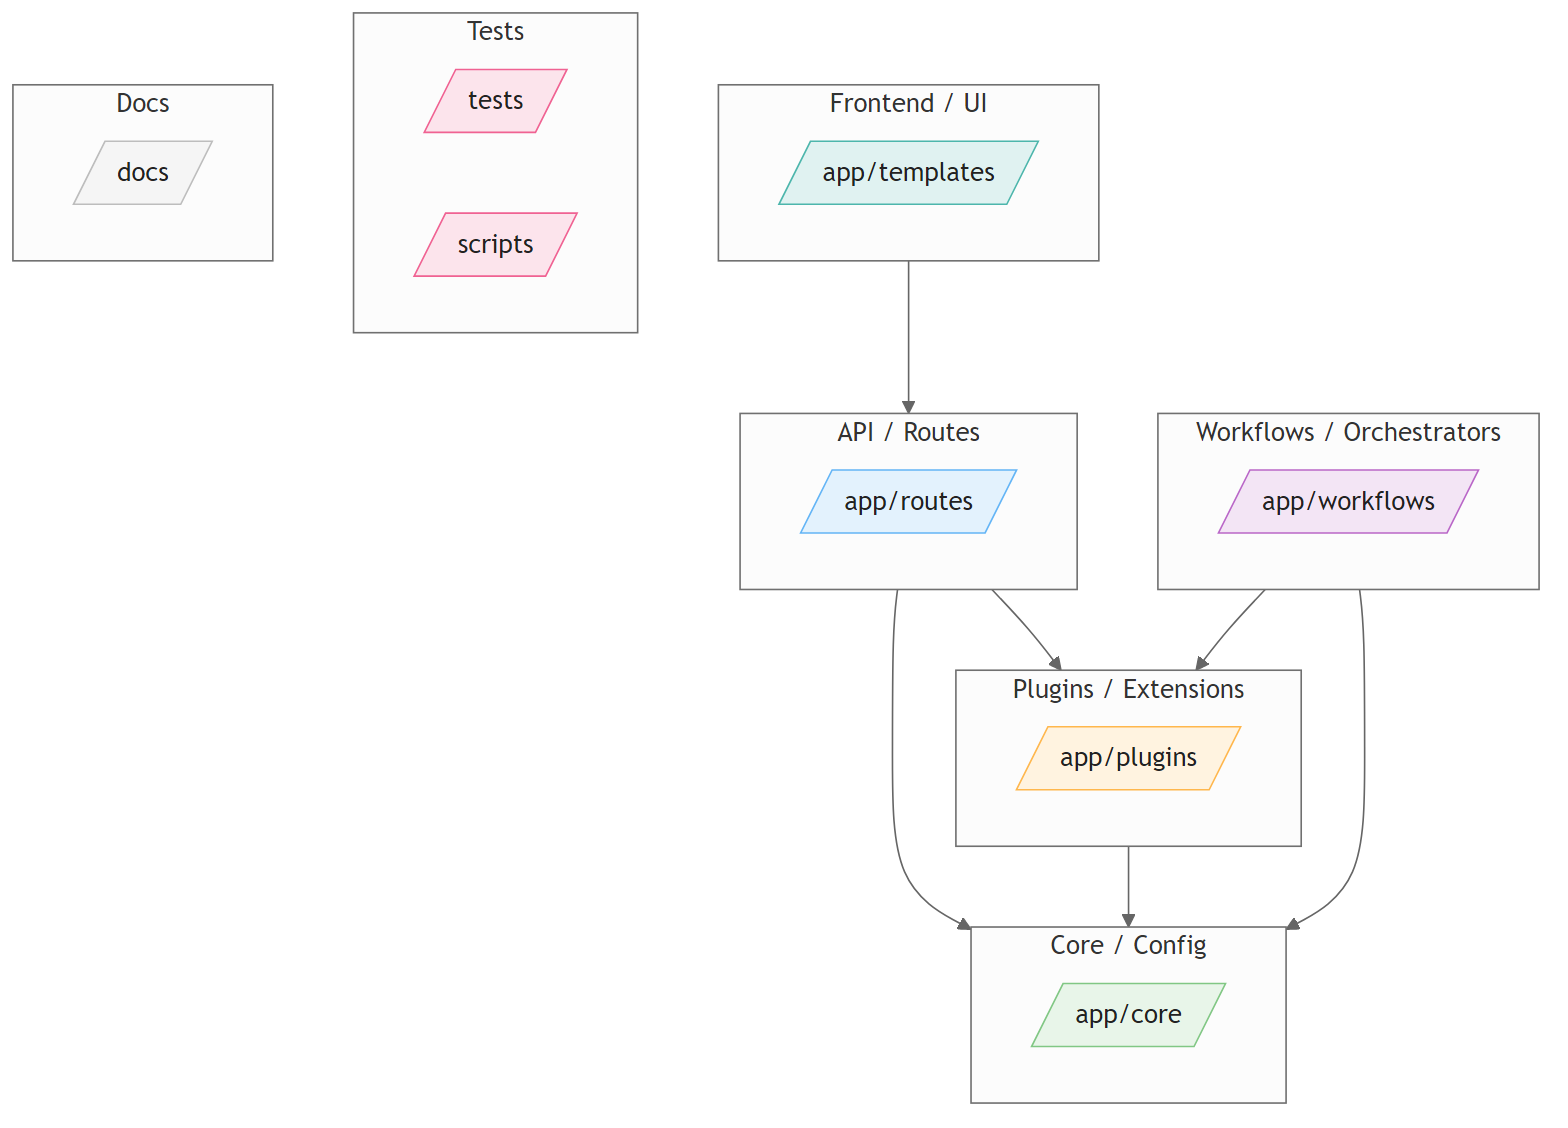 Docs
docs
Tests
tests
scripts
Frontend / UI
app/templates
API / Routes
app/routes
Workflows / Orchestrators
app/workflows
Plugins / Extensions
app/plugins
Core / Config
app/core